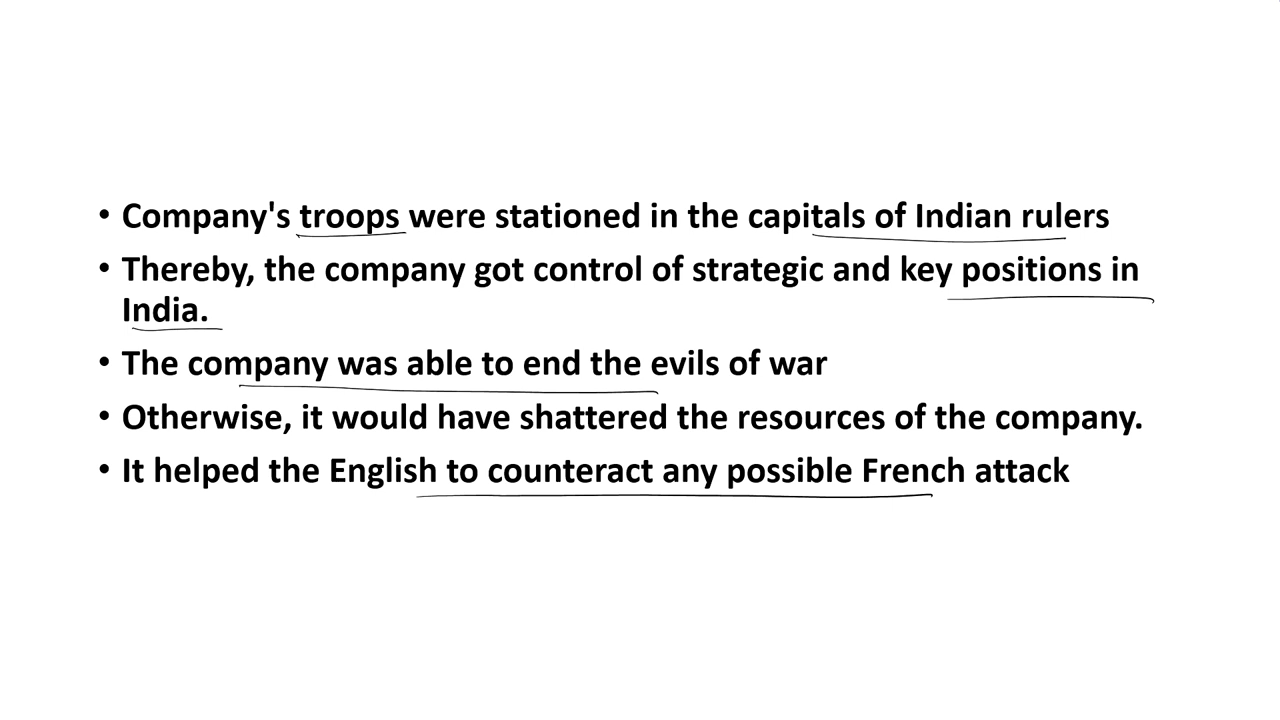 • Company's troops were stationed in the capitals of Indian rulers
• Thereby, the company got control of strategic and key positions in
India.
• The company was able to end the evils of war
• Otherwise, it would have shattered the resources of the company.
• It helped the English to counteract any possible French attack